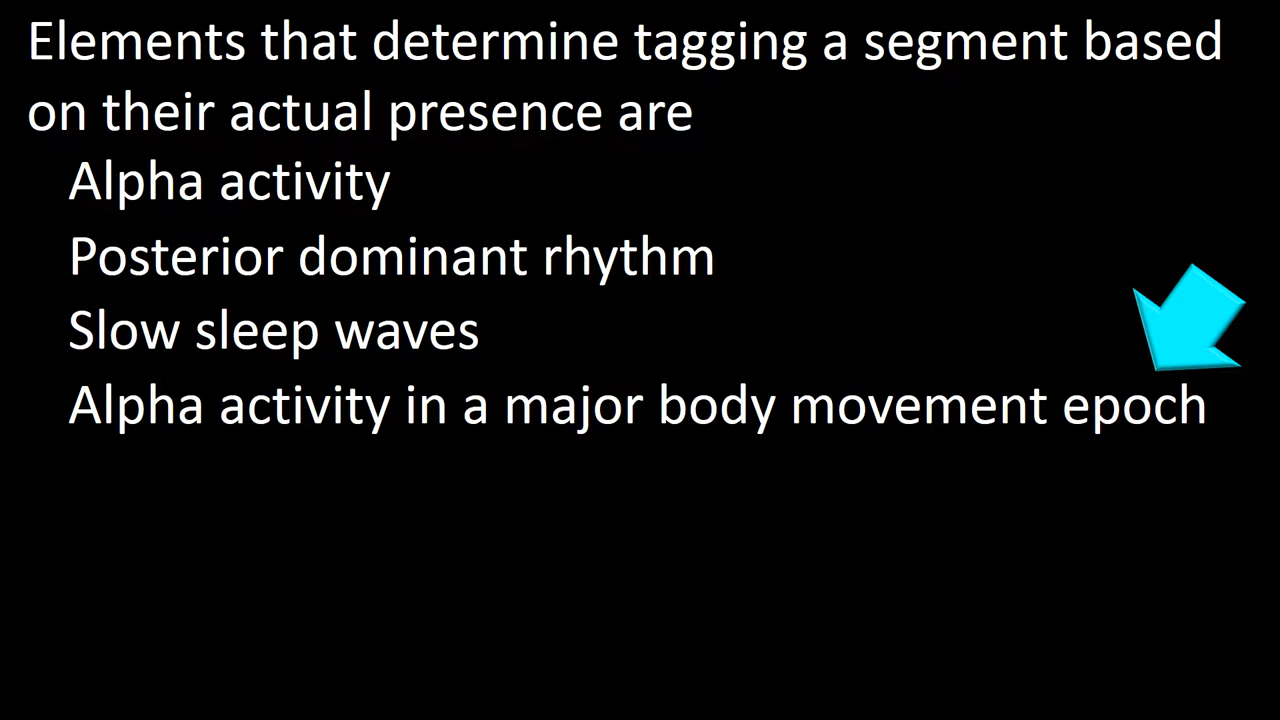 Elements that determine tagging a segment based
on their actual presence are
Alpha activity
Posterior dominant rhythm
Slow sleep waves
Alpha activity in a major body movement epoch